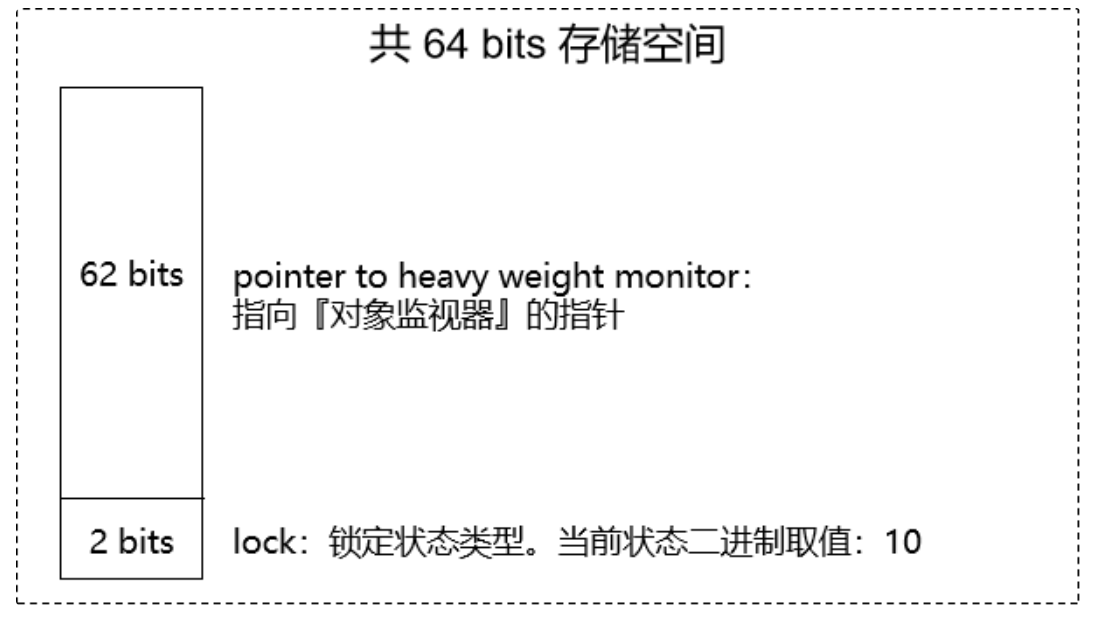 共 64 bits 存储空间
62 bits
pointer to heavy weight monitor:
指向『对象监视器』的指针
2 bits
lock：锁定状态类型。当前状态二进制取值：10